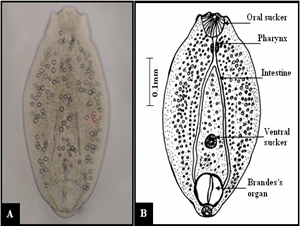 Oral sucker
Pharynx
Intestine
0.1mm
Ventral
sucker
Brandes's
organ
A
B